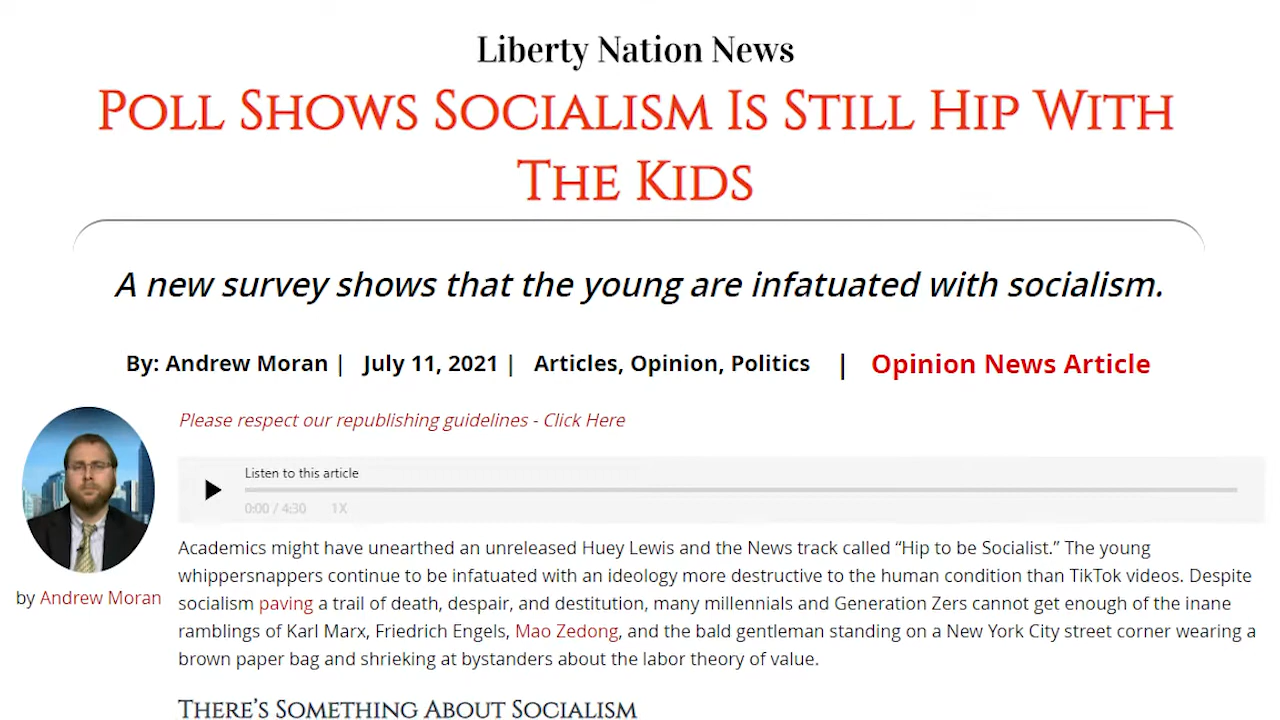 Liberty Nation News
Poll Shows Socialism Is Still Hip With
The Kids
A new survey shows that the young are infatuated with socialism.
By: Andrew Moran | July 11, 2021 | Articles, Opinion, Politics | Opinion News Article
Please respect our republishing guidelines - Click Here
Listen to this article
0:00 / 4:30 1X
by Andrew Moran
Academics might have unearthed an unreleased Huey Lewis and the News track called “Hip to be Socialist.” The young
whippersnappers continue to be infatuated with an ideology more destructive to the human condition than TikTok videos. Despite
socialism paving a trail of death, despair, and destitution, many millennials and Generation Zers cannot get enough of the inane
ramblings of Karl Marx, Friedrich Engels, Mao Zedong, and the bald gentleman standing on a New York City street corner wearing a
brown paper bag and shrieking at bystanders about the labor theory of value.
There’s Something About Socialism